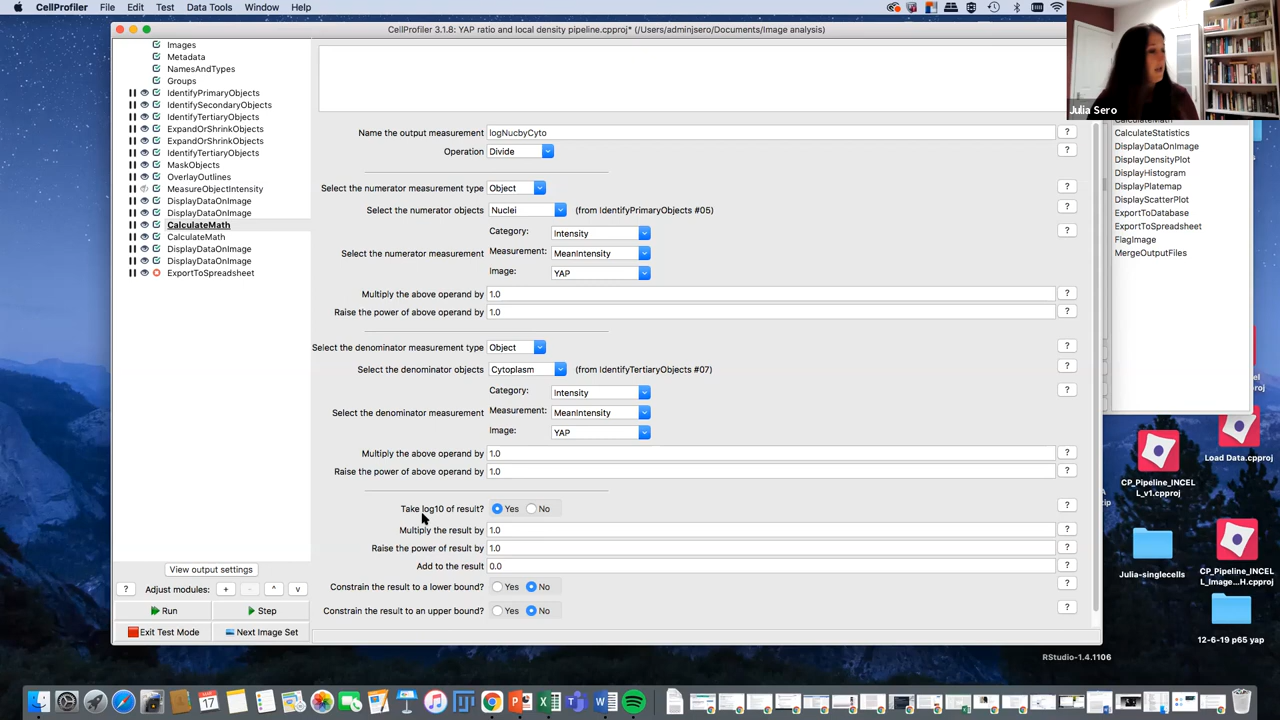 CellProfiler File Edit Test Data Tools Window Help
CellProfiler 3.1.8: YAP ratio and local density pipeline.cpproj* (/Users/adminjsero/Documents/Image analysis)
Images
Metadata
NamesAndTypes
Groups
IdentifyPrimaryObjects
IdentifySecondaryObjects
IdentifyTertiaryObjects
ExpandOrShrinkObjects
ExpandOrShrinkObjects
IdentifyTertiaryObjects
MaskObjects
OverlayOutlines
MeasureObjectIntensity
DisplayDataOnImage
DisplayDataOnImage
CalculateMath
CalculateMath
DisplayDataOnImage
DisplayDataOnImage
ExportToSpreadsheet
View output settings
? Adjust modules: + - ^ v
Run Step
Exit Test Mode Next Image Set
Name the output measurement logNucbyCyto ?
Operation Divide ?
Select the numerator measurement type Object ?
Select the numerator objects Nuclei (from IdentifyPrimaryObjects #05) ?
Category: Intensity ?
Select the numerator measurement Measurement: MeanIntensity
Image: YAP
Multiply the above operand by 1.0 ?
Raise the power of above operand by 1.0 ?
Select the denominator measurement type Object ?
Select the denominator objects Cytoplasm (from IdentifyTertiaryObjects #07) ?
Category: Intensity ?
Select the denominator measurement Measurement: MeanIntensity
Image: YAP
Multiply the above operand by 1.0 ?
Raise the power of above operand by 1.0 ?
Take log10 of result? Yes No ?
Multiply the result by 1.0 ?
Raise the power of result by 1.0 ?
Add to the result 0.0 ?
Constrain the result to a lower bound? Yes No ?
Constrain the result to an upper bound? Yes No ?
Julia Sero
CalculateStatistics
DisplayDataOnImage
DisplayDensityPlot
DisplayHistogram
DisplayPlatemap
DisplayScatterPlot
ExportToDatabase
ExportToSpreadsheet
FlagImage
MergeOutputFiles
Load Data.cpproj
CP_Pipeline_INCEL
L_v1.cpproj
Julia-singlecells
CP_Pipeline_INCEL
L_Image...H.cpproj
12-6-19 p65 yap
RStudio-1.4.1106
17